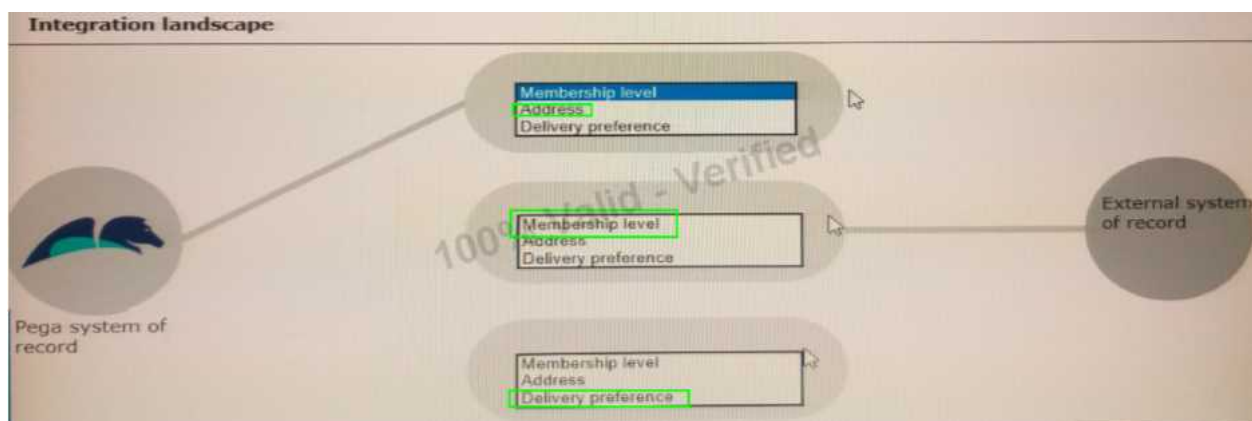 Integration landscape
Membership level
Address
Delivery preference
100% Valid - Verified
Membership level
Address
Delivery preference
External system
of record
Pega system of
record
Membership level
Address
Delivery preference